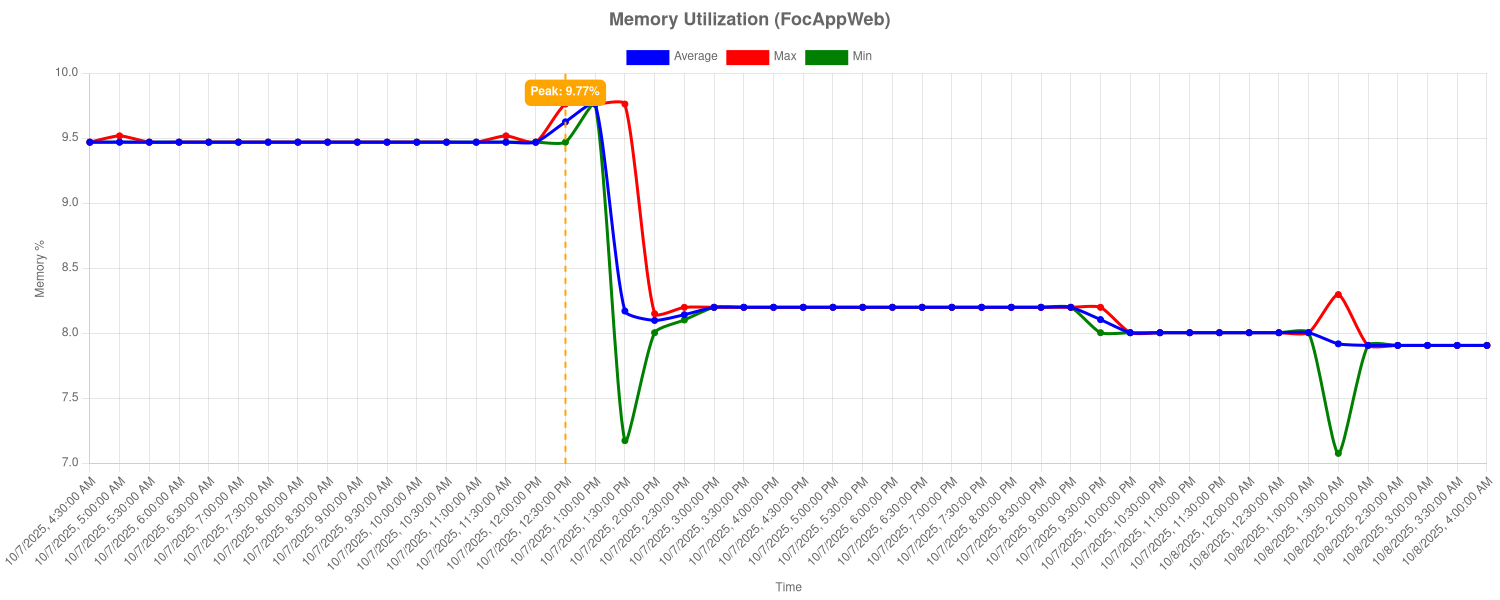 Memory Utilization (FocAppWeb)
Average Max Min
Peak: 9.77%
Memory %
10.0
9.5
9.0
8.5
8.0
7.5
7.0
10/7/2025, 4:30:00 AM
10/7/2025, 5:00:00 AM
10/7/2025, 5:30:00 AM
10/7/2025, 6:00:00 AM
10/7/2025, 6:30:00 AM
10/7/2025, 7:00:00 AM
10/7/2025, 7:30:00 AM
10/7/2025, 8:00:00 AM
10/7/2025, 8:30:00 AM
10/7/2025, 9:00:00 AM
10/7/2025, 9:30:00 AM
10/7/2025, 10:00:00 AM
10/7/2025, 10:30:00 AM
10/7/2025, 11:00:00 AM
10/7/2025, 11:30:00 AM
10/7/2025, 12:00:00 PM
10/7/2025, 12:30:00 PM
10/7/2025, 1:00:00 PM
10/7/2025, 1:30:00 PM
10/7/2025, 2:00:00 PM
10/7/2025, 2:30:00 PM
10/7/2025, 3:00:00 PM
10/7/2025, 3:30:00 PM
10/7/2025, 4:00:00 PM
10/7/2025, 4:30:00 PM
10/7/2025, 5:00:00 PM
10/7/2025, 5:30:00 PM
10/7/2025, 6:00:00 PM
10/7/2025, 6:30:00 PM
10/7/2025, 7:00:00 PM
10/7/2025, 7:30:00 PM
10/7/2025, 8:00:00 PM
10/7/2025, 8:30:00 PM
10/7/2025, 9:00:00 PM
10/7/2025, 9:30:00 PM
10/7/2025, 10:00:00 PM
10/7/2025, 10:30:00 PM
10/7/2025, 11:00:00 PM
10/7/2025, 11:30:00 PM
10/8/2025, 12:00:00 AM
10/8/2025, 12:30:00 AM
10/8/2025, 1:00:00 AM
10/8/2025, 1:30:00 AM
10/8/2025, 2:00:00 AM
10/8/2025, 2:30:00 AM
10/8/2025, 3:00:00 AM
10/8/2025, 3:30:00 AM
10/8/2025, 4:00:00 AM
Time